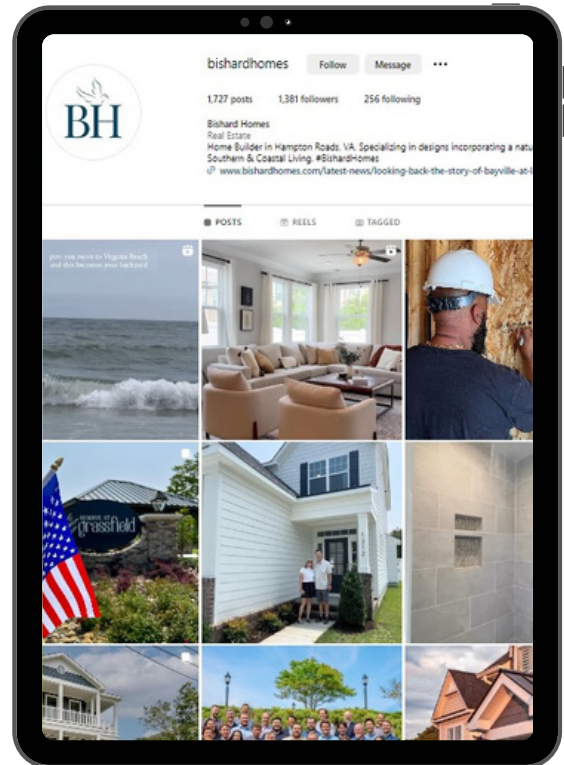 bishardhomes
Follow
Message
BH
1,727 posts
1,381 followers
256 following
Bishard Homes
Real Estate
Home Builder in Hampton Roads, VA. Specializing in designs incorporating a natu
Southern & Coastal Living. #BishardHomes
www.bishardhomes.com/latest-news/looking-back-the-story-of-bayville-at-l
POSTS
REELS
TAGGED
pov: you move to Virginia Beach
and this becomes your backyard
grassfield